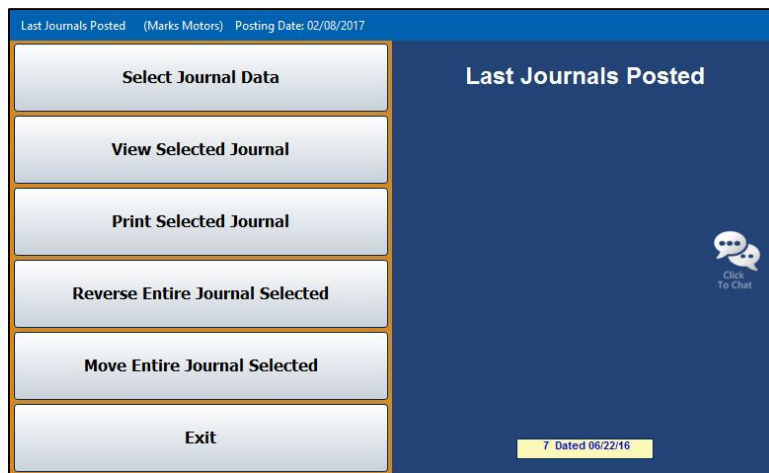 Last Journals Posted (Marks Motors) Posting Date: 02/08/2017
Select Journal Data
View Selected Journal
Print Selected Journal
Reverse Entire Journal Selected
Move Entire Journal Selected
Exit
Last Journals Posted
Click
To Chat
7 Dated 06/22/16